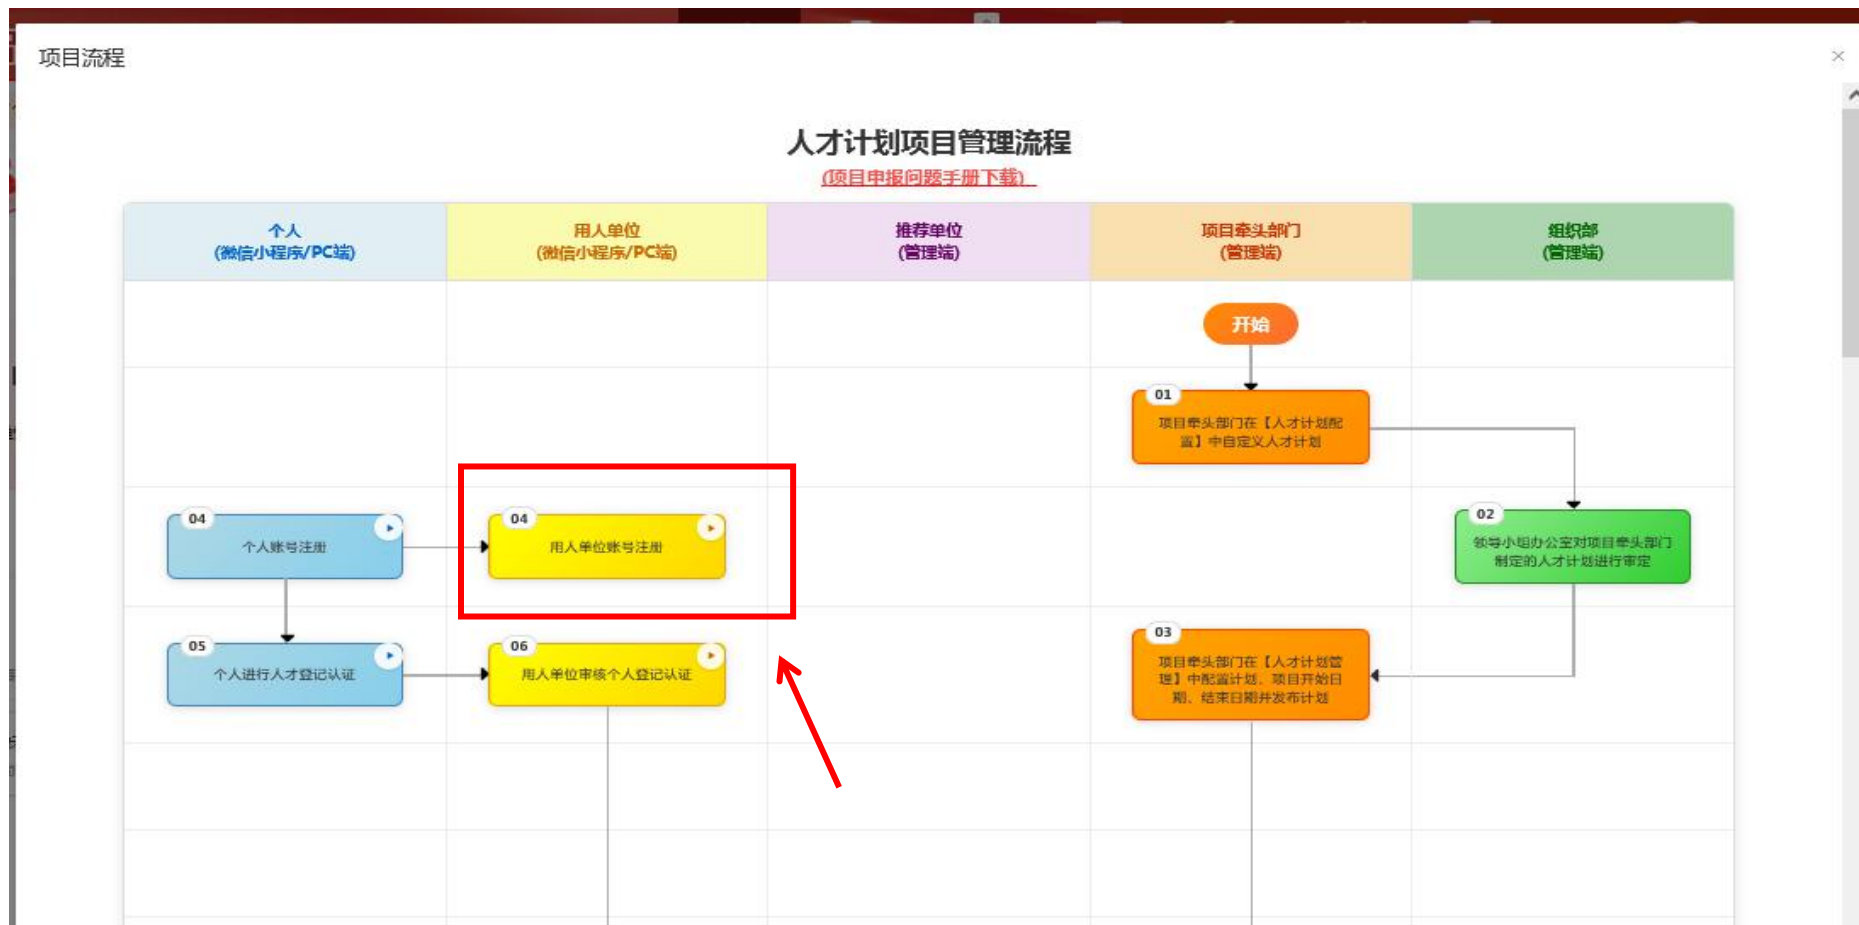 项目流程
×
人才计划项目管理流程
(项目申报问题手册下载)
个人
(微信小程序/PC端)
用人单位
(微信小程序/PC端)
推荐单位
(管理端)
项目牵头部门
(管理端)
组织部
(管理端)
开始
01
项目牵头部门在【人才计划配
置】中自定义人才计划
04
个人账号注册
04
用人单位账号注册
02
领导小组办公室对项目牵头部门
制定的人才计划进行审定
05
个人进行人才登记认证
06
用人单位审核个人登记认证
03
项目牵头部门在【人才计划管
理】中配置计划、项目开始日
期、结束日期并发布计划